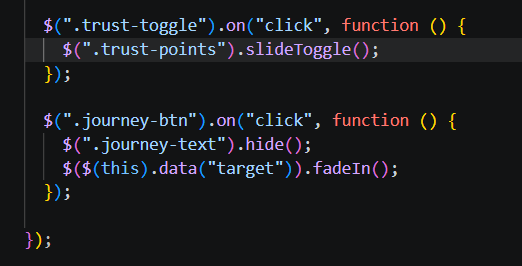 $(".trust-toggle").on("click", function () {
$(".trust-points").slideToggle();
});
$(".journey-btn").on("click", function () {
$(".journey-text").hide();
$($(this).data("target")).fadeIn();
});
});